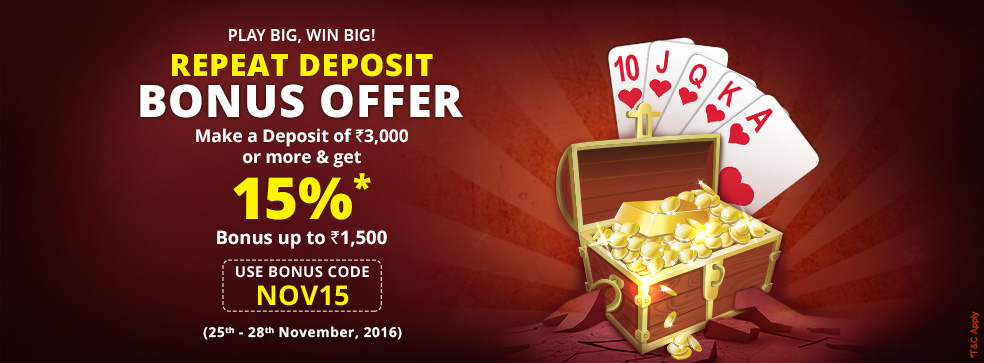 PLAY BIG, WIN BIG!
REPEAT DEPOSIT
BONUS OFFER
Make a Deposit of ₹3,000
or more & get
15%*
Bonus up to ₹1,500
USE BONUS CODE
NOV15
(25th - 28th November, 2016)
10 J Q K A
*T&C Apply